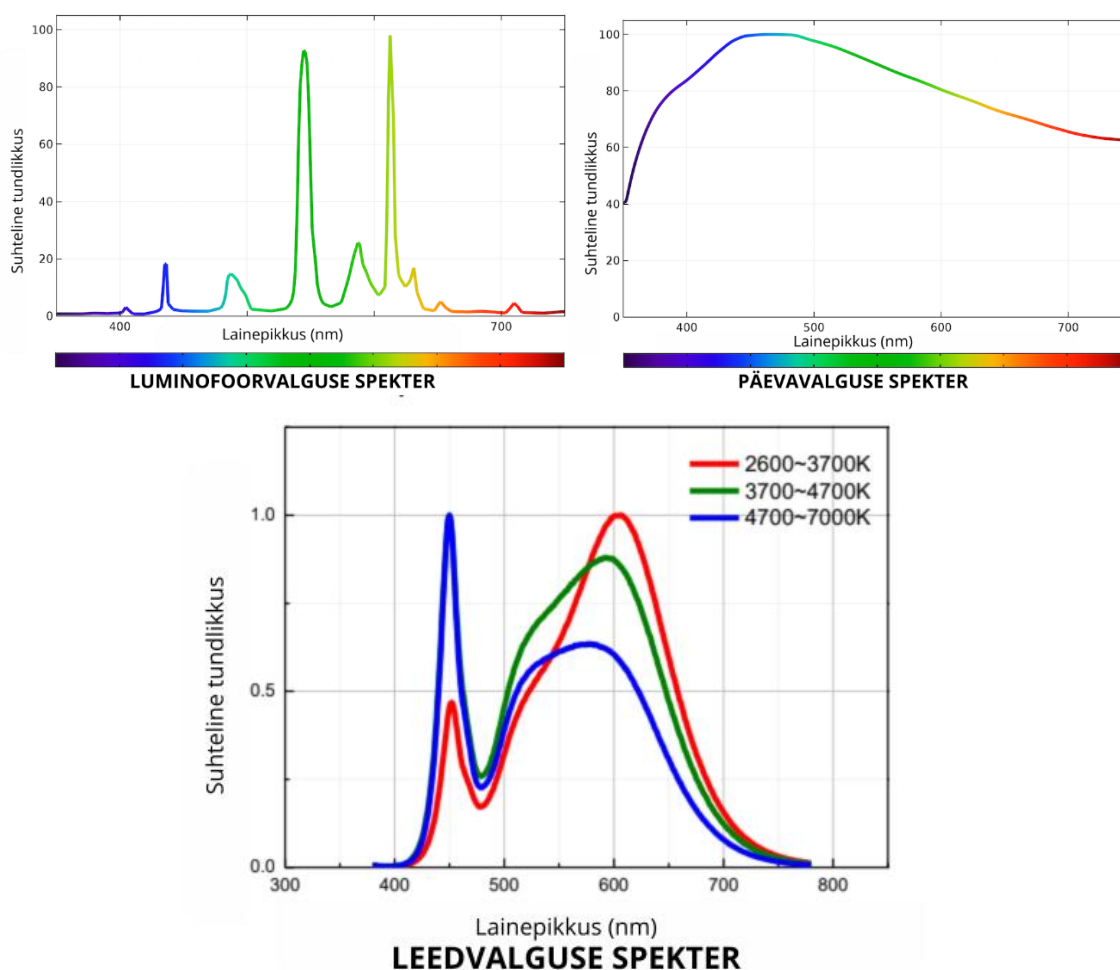 100
80
60
40
20
0
Suhteline tundlikkus
400
700
Lainepikkus (nm)
LUMINOFOORVALGUSE SPEKTER
100
80
60
40
20
0
Suhteline tundlikkus
400
500
600
700
Lainepikkus (nm)
PÄEVAVALGUSE SPEKTER
2600~3700K
3700~4700K
4700~7000K
1.0
0.5
0.0
Suhteline tundlikkus
300
400
500
600
700
800
Lainepikkus (nm)
LEEDVALGUSE SPEKTER